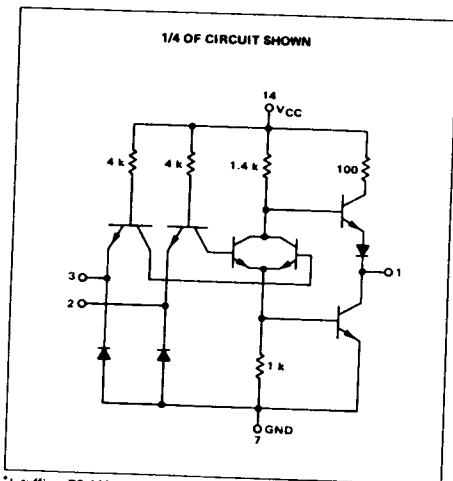 1/4 OF CIRCUIT SHOWN
14
VCC
4 k
4 k
1.4 k
100
3
1
2
1 k
GND
7